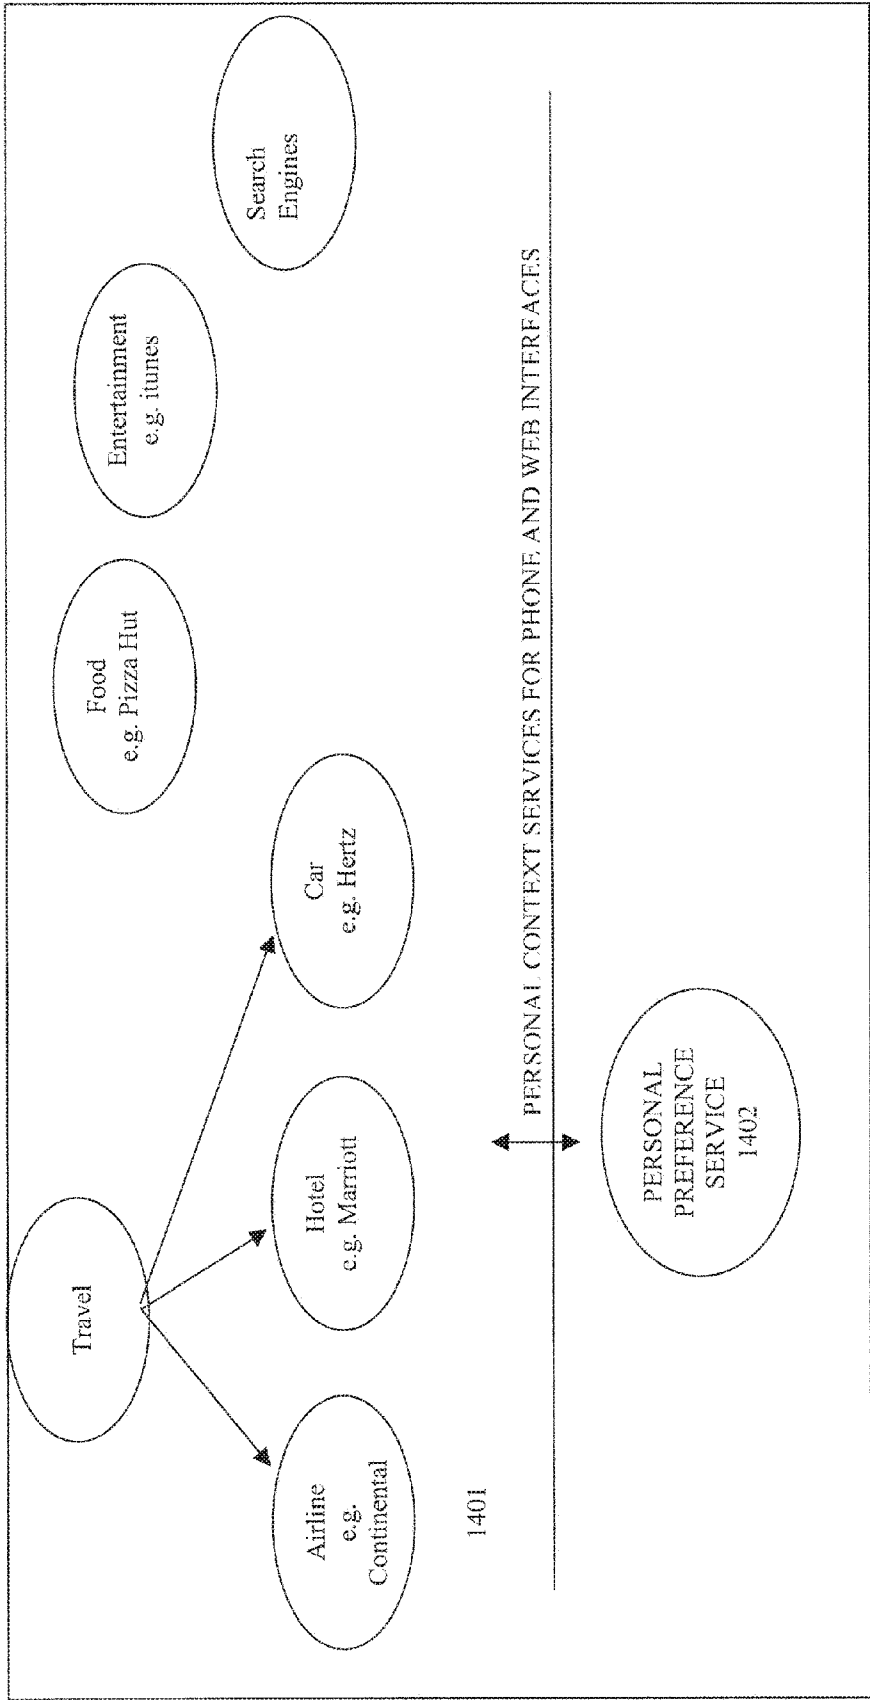 Travel
Food
e.g. Pizza Hut
Entertainment
e.g. itunes
Search
Engines
Airline
e.g.
Continental
Hotel
e.g. Marriott
Car
e.g. Hertz
1401
PERSONAL CONTEXT SERVICES FOR PHONE AND WEB INTERFACES
PERSONAL
PREFERENCE
SERVICE
1402